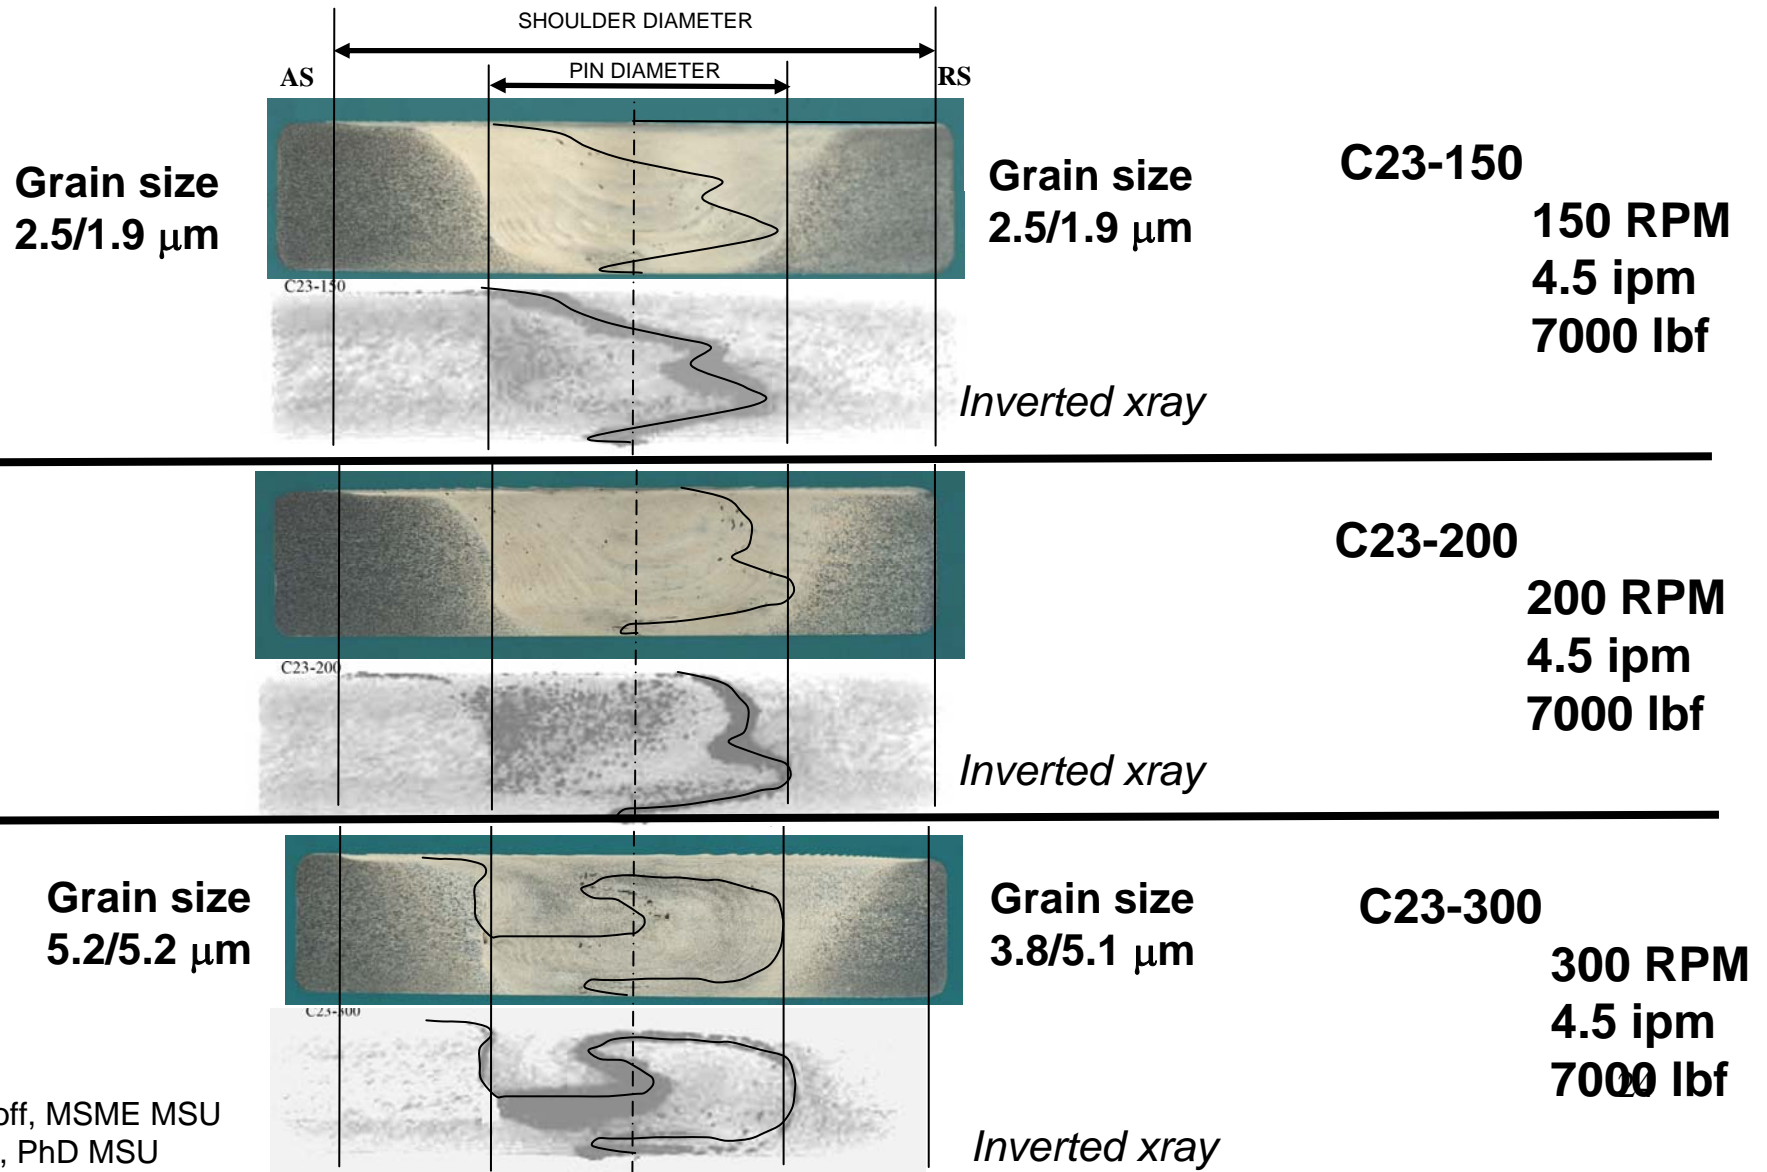 SHOULDER DIAMETER
PIN DIAMETER
AS
RS
Grain size
2.5/1.9 μm
Grain size
2.5/1.9 μm
C23-150
150 RPM
4.5 ipm
7000 lbf
C23-150
Inverted xray
C23-200
200 RPM
4.5 ipm
7000 lbf
C23-200
Inverted xray
Grain size
5.2/5.2 μm
Grain size
3.8/5.1 μm
C23-300
300 RPM
4.5 ipm
7000 lbf
24
C23-300
off, MSME MSU
, PhD MSU
Inverted xray